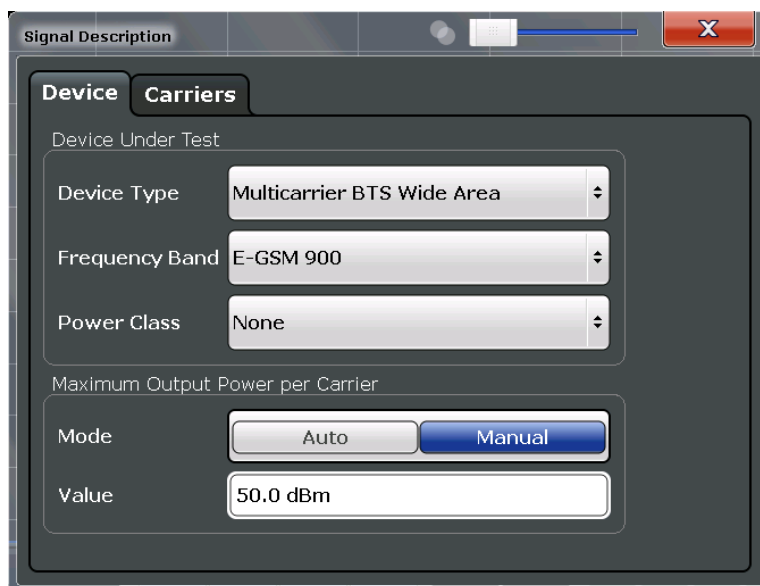 Signal Description
X
Device Carriers
Device Under Test
Device Type Multicarrier BTS Wide Area
Frequency Band E-GSM 900
Power Class None
Maximum Output Power per Carrier
Mode Auto Manual
Value 50.0 dBm